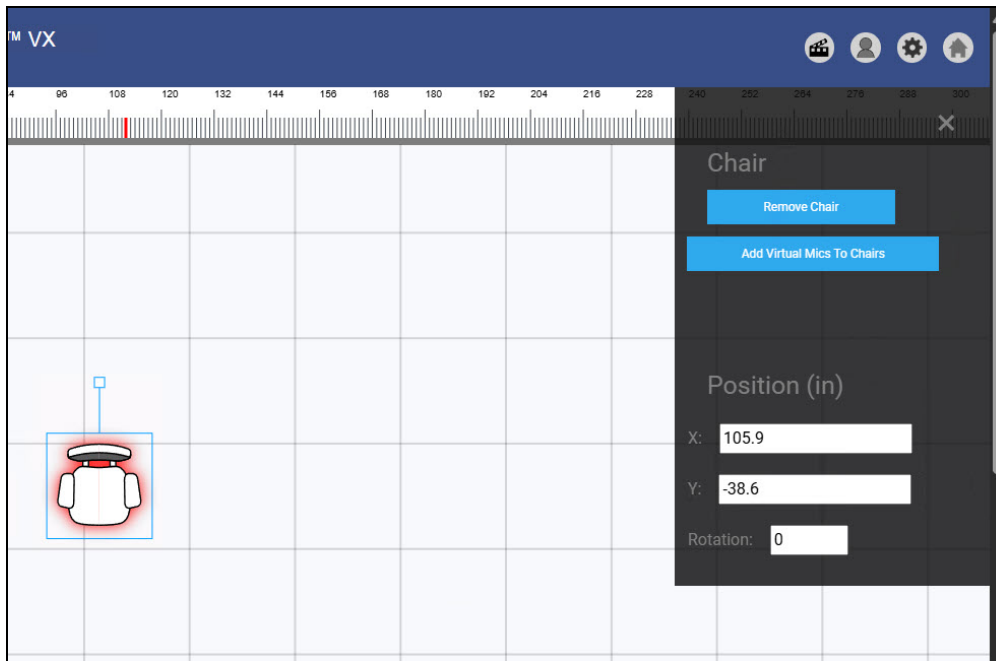 ™ VX
4 96 108 120 132 144 156 168 180 192 204 216 228 240 252 264 276 288 300
Chair
Remove Chair
Add Virtual Mics To Chairs
Position (in)
X: 105.9
Y: -38.6
Rotation: 0